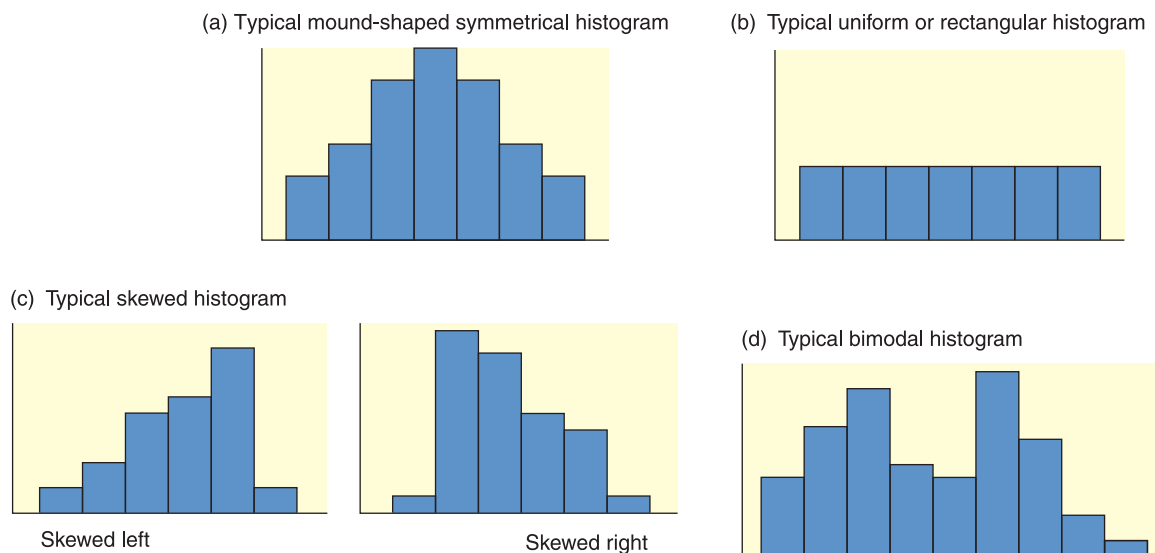 (a) Typical mound-shaped symmetrical histogram
(b) Typical uniform or rectangular histogram
(c) Typical skewed histogram
(d) Typical bimodal histogram
Skewed left
Skewed right